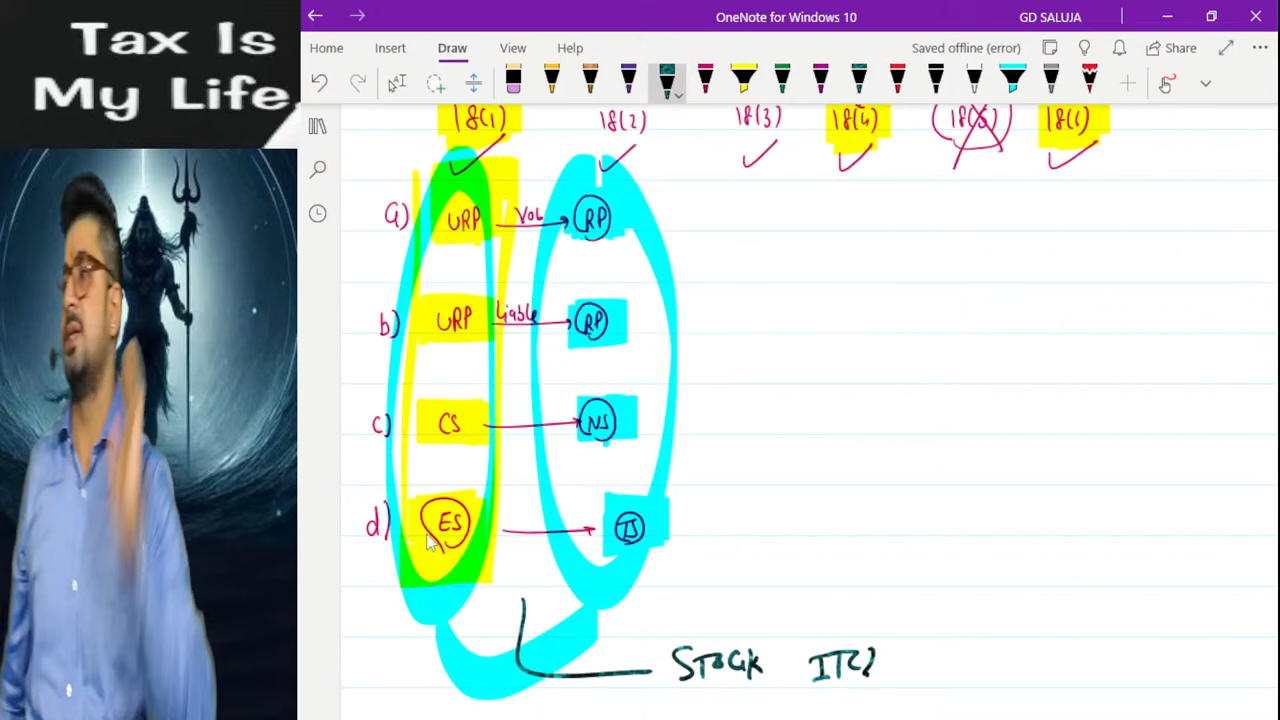 Tax Is
My Life.
OneNote for Windows 10
GD SALUJA
Home Insert Draw View Help
Saved offline (error)
Share
18(1) 18(2) 18(3) 18(4) (18(5)) 18(6)
a) URP Vol RP
b) URP Liable RP
c) CS NS
d) ES TS
STOCK ITC?